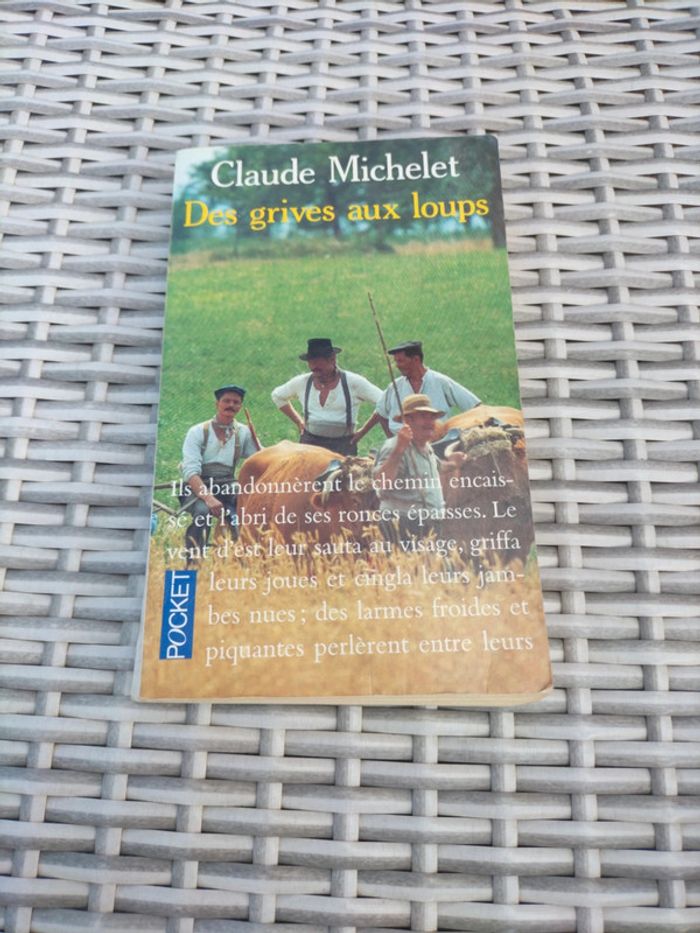 Claude Michelet
Des grives aux loups
Ils abandonnèrent le chemin encais-
sé et l'abri de ses ronces épaisses. Le
vent d'est leur sauta au visage, griffa
leurs joues et cingla leurs jam-
bes nues ; des larmes froides et
piquantes perlèrent entre leurs
POCKET